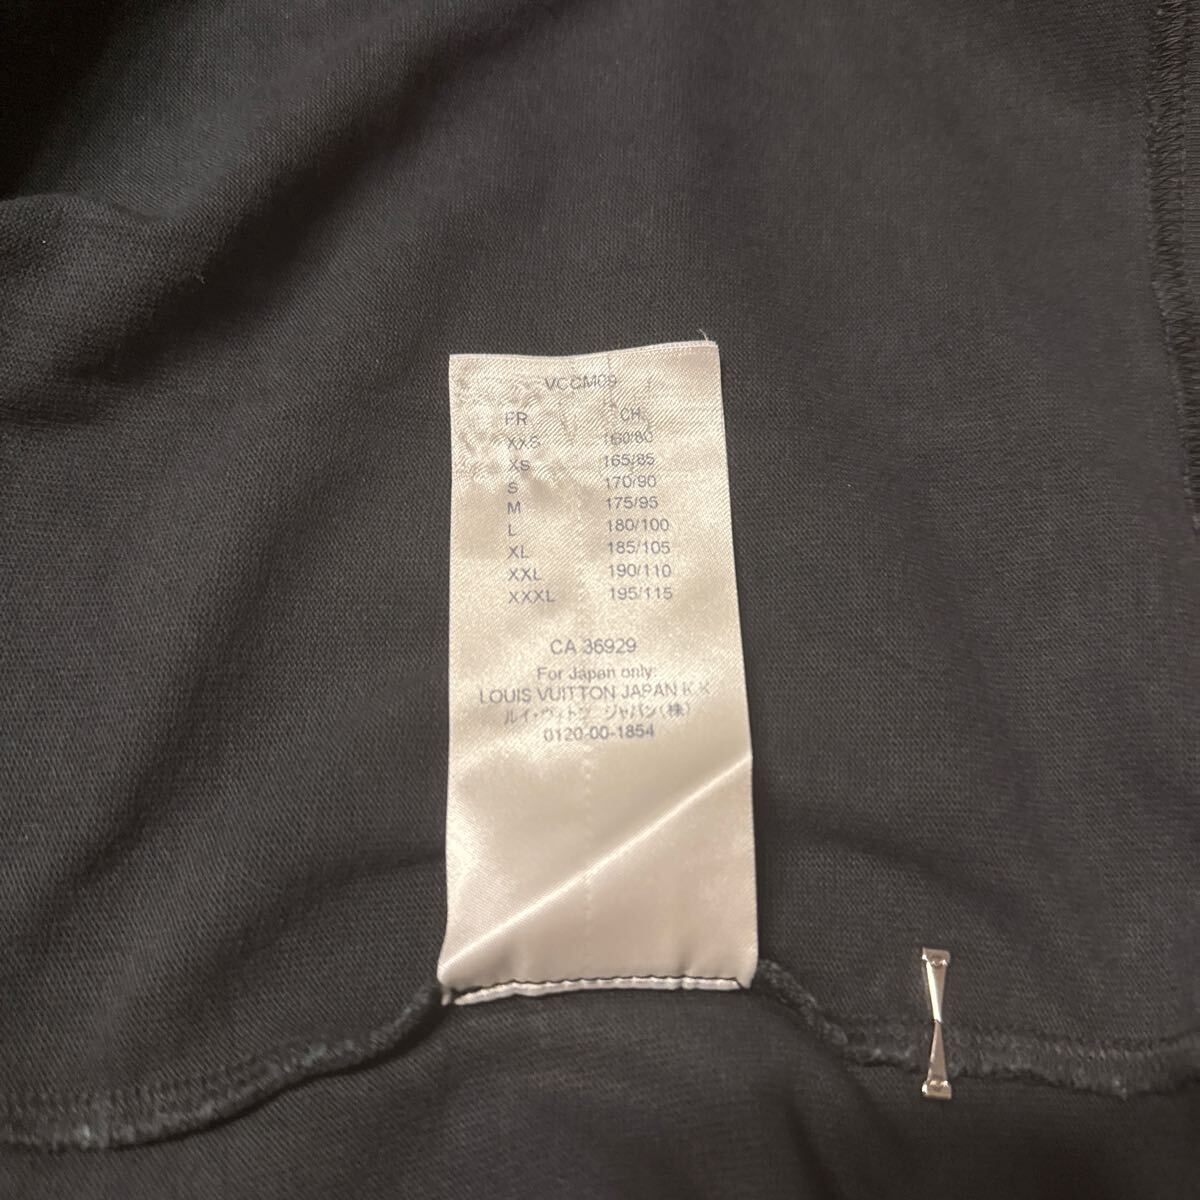 VCCM09
FR CH
XXS 160/80
XS 165/85
S 170/90
M 175/95
L 180/100
XL 185/105
XXL 190/110
XXXL 195/115
CA 36929
For Japan only:
LOUIS VUITTON JAPAN K K
ルイ・ヴィトン ジャパン(株)
0120-00-1854